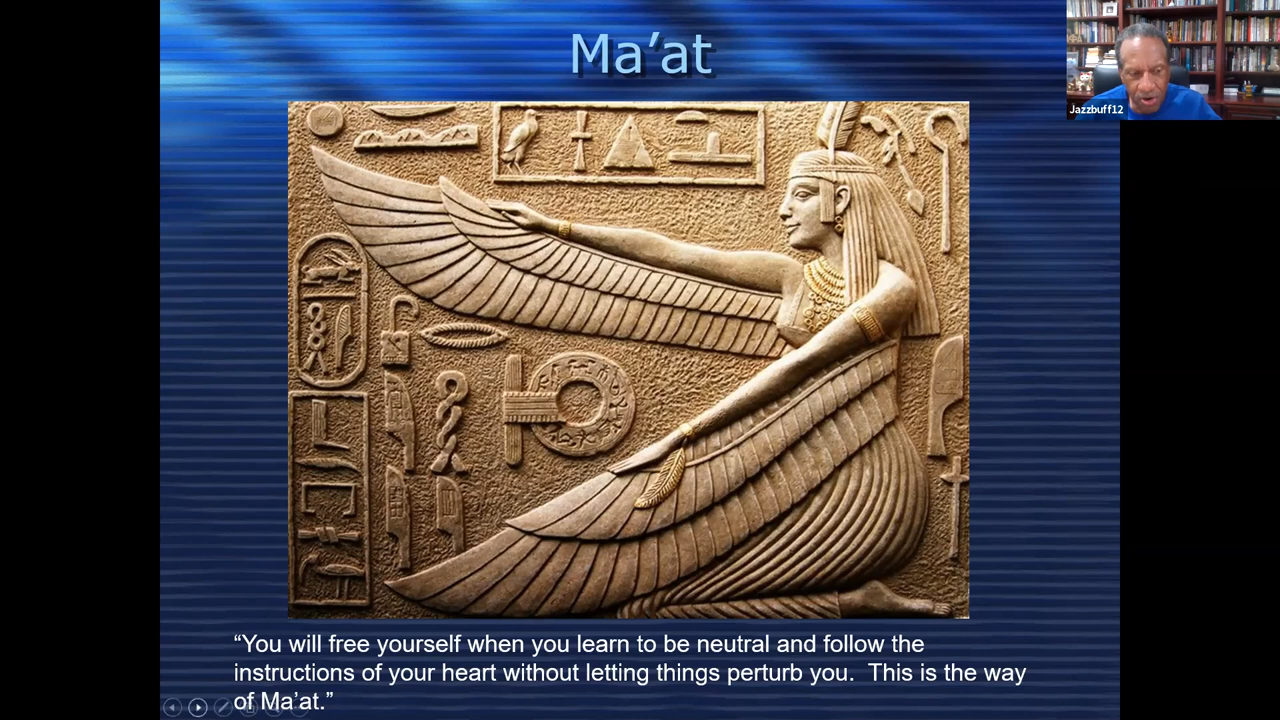 Ma’at
Jazzbuff12
“You will free yourself when you learn to be neutral and follow the
instructions of your heart without letting things perturb you.  This is the way
of Ma’at.”